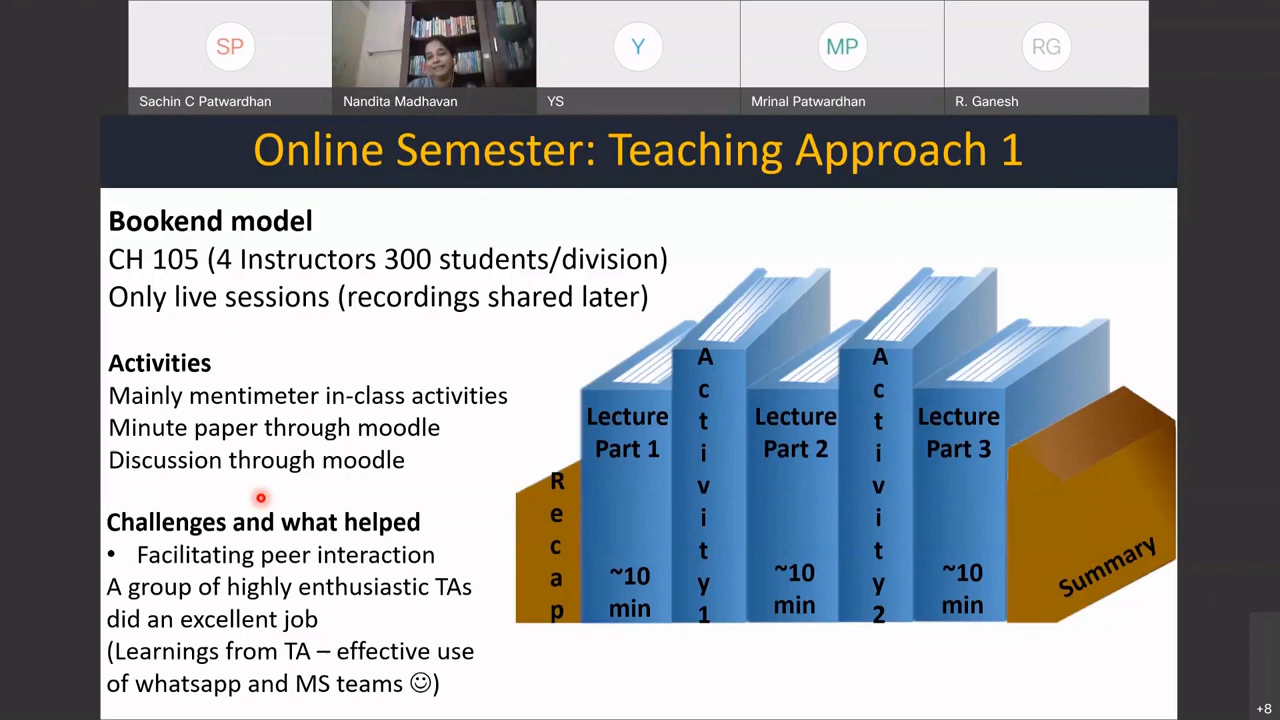 SP
Y
MP
RG
Sachin C Patwardhan
Nandita Madhavan
YS
Mrinal Patwardhan
R. Ganesh
Online Semester: Teaching Approach 1
Bookend model
CH 105 (4 Instructors 300 students/division)
Only live sessions (recordings shared later)
Activities
Mainly mentimeter in-class activities
Minute paper through moodle
Discussion through moodle
Challenges and what helped
• Facilitating peer interaction
A group of highly enthusiastic TAs
did an excellent job
(Learnings from TA – effective use
of whatsapp and MS teams ☺)
Recap
Lecture
Part 1
~10
min
Activity 1
Lecture
Part 2
~10
min
Activity 2
Lecture
Part 3
~10
min
Summary
+8